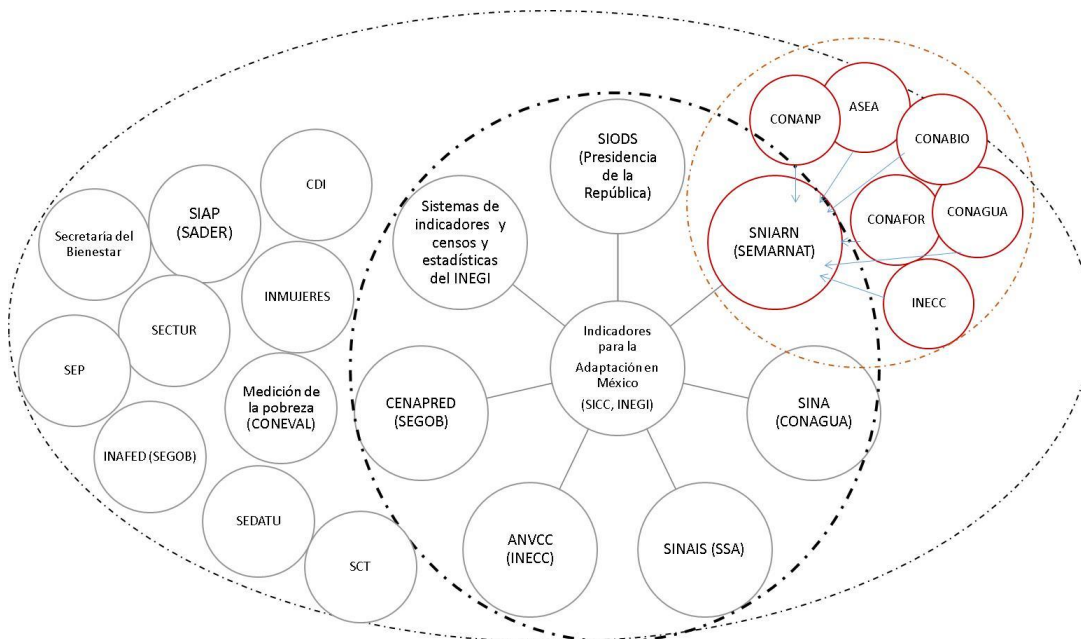 CONANP
ASEA
CONABIO
CONAFOR
CONAGUA
INECC
SNIARN
(SEMARNAT)
SIODS
(Presidencia
de la
República)
Sistemas de
indicadores y
censos y
estadísticas
del INEGI
CDI
SIAP
(SADER)
Secretaría del
Bienestar
INMUJERES
SECTUR
SEP
Medición de
la pobreza
(CONEVAL)
INAFED (SEGOB)
SEDATU
SCT
CENAPRED
(SEGOB)
Indicadores
para la
Adaptación en
México
(SICC, INEGI)
SINA
(CONAGUA)
ANVCC
(INECC)
SINAIS (SSA)